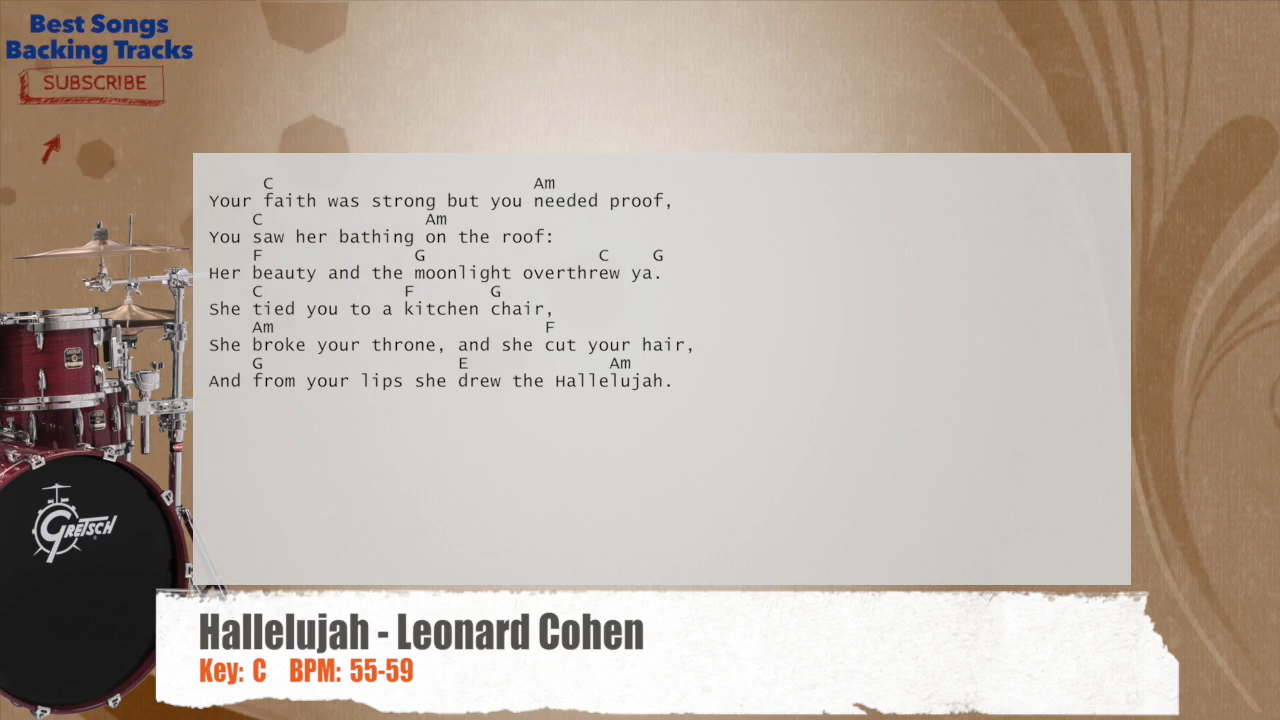 Best Songs
Backing Tracks
SUBSCRIBE
C Am
Your faith was strong but you needed proof,
C Am
You saw her bathing on the roof:
F G C G
Her beauty and the moonlight overthrew ya.
C F G
She tied you to a kitchen chair,
Am F
She broke your throne, and she cut your hair,
G E Am
And from your lips she drew the Hallelujah.
GRETSCH
Hallelujah - Leonard Cohen
Key: C BPM: 55-59